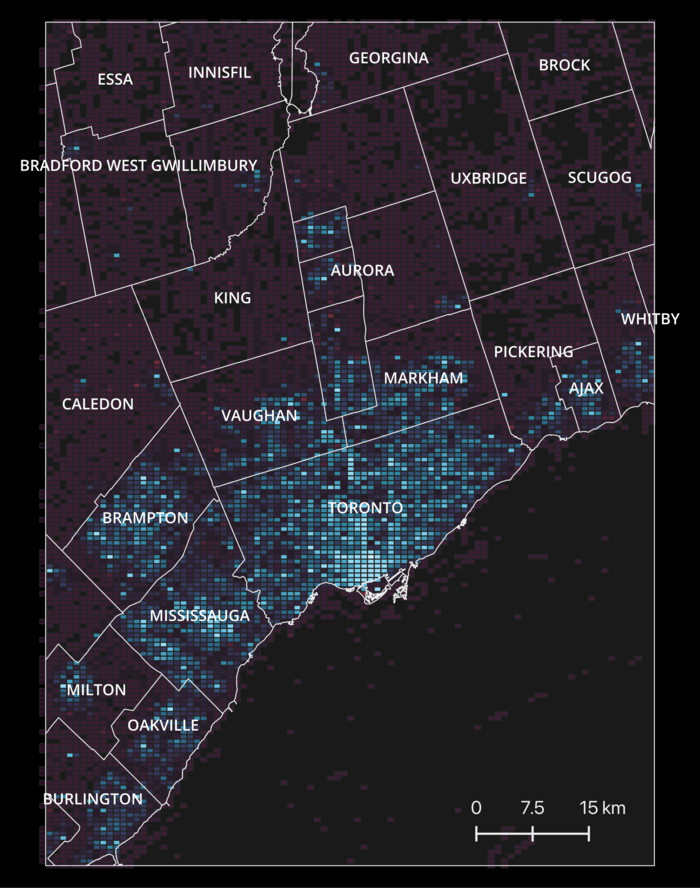 GEORGINA
BROCK
ESSA
INNISFIL
BRADFORD WEST GWILLIMBURY
UXBRIDGE
SCUGOG
AURORA
KING
WHITBY
PICKERING
MARKHAM
AJAX
CALEDON
VAUGHAN
TORONTO
BRAMPTON
MISSISSAUGA
MILTON
OAKVILLE
BURLINGTON
0 7.5 15 km